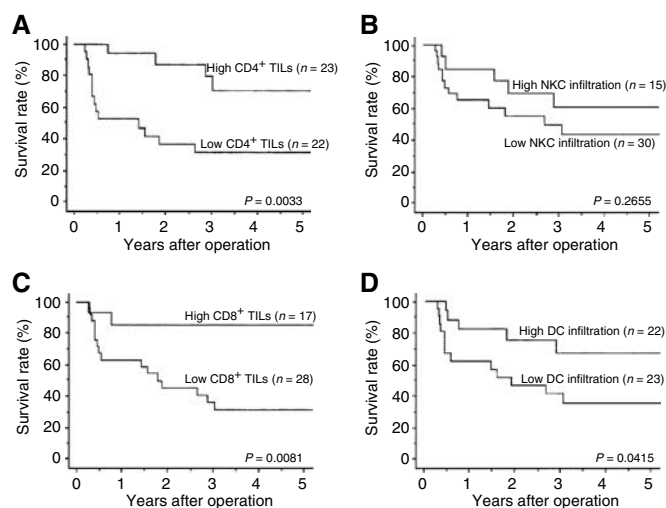 A
Survival rate (%)
100
80
60
40
20
0
High CD4+ TILs (n = 23)
Low CD4+ TILs (n = 22)
P = 0.0033
0 1 2 3 4 5
Years after operation
B
Survival rate (%)
100
80
60
40
20
0
High NKC infiltration (n = 15)
Low NKC infiltration (n = 30)
P = 0.2655
0 1 2 3 4 5
Years after operation
C
Survival rate (%)
100
80
60
40
20
0
High CD8+ TILs (n = 17)
Low CD8+ TILs (n = 28)
P = 0.0081
0 1 2 3 4 5
Years after operation
D
Survival rate (%)
100
80
60
40
20
0
High DC infiltration (n = 22)
Low DC infiltration (n = 23)
P = 0.0415
0 1 2 3 4 5
Years after operation